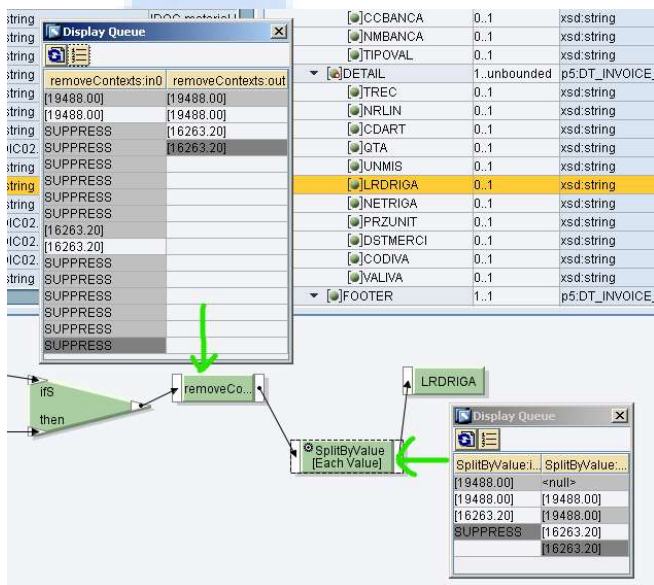 string IDOC material
Display Queue
removeContexts:in0 removeContexts:out
[19488.00] [19488.00]
[19488.00] [19488.00]
SUPPRESS [16263.20]
SUPPRESS [16263.20]
SUPPRESS
SUPPRESS
SUPPRESS
SUPPRESS
[16263.20]
[16263.20]
SUPPRESS
SUPPRESS
SUPPRESS
SUPPRESS
SUPPRESS
SUPPRESS
string
string
string
string
string
string
string
string
string
string
[ ]CCBANCA 0..1 xsd:string
[ ]NMBANCA 0..1 xsd:string
[ ]TIPOVAL 0..1 xsd:string
[ ]DETAIL 1..unbounded p5:DT_INVOICE_
[ ]TREC 0..1 xsd:string
[ ]NRLIN 0..1 xsd:string
[ ]CDART 0..1 xsd:string
[ ]QTA 0..1 xsd:string
[ ]UNMIS 0..1 xsd:string
[ ]LRDRIGA 0..1 xsd:string
[ ]NETRIGA 0..1 xsd:string
[ ]PRZUNIT 0..1 xsd:string
[ ]DSTMERCI 0..1 xsd:string
[ ]CODIVA 0..1 xsd:string
[ ]VALIVA 0..1 xsd:string
[ ]FOOTER 1..1 p5:DT_INVOICE_
ifS
then
removeCo...
SplitByValue
[Each Value]
LRDRIGA
Display Queue
SplitByValue:i... SplitByValue:...
[19488.00] <null>
[19488.00] [19488.00]
[16263.20] [19488.00]
SUPPRESS [16263.20]
[16263.20]